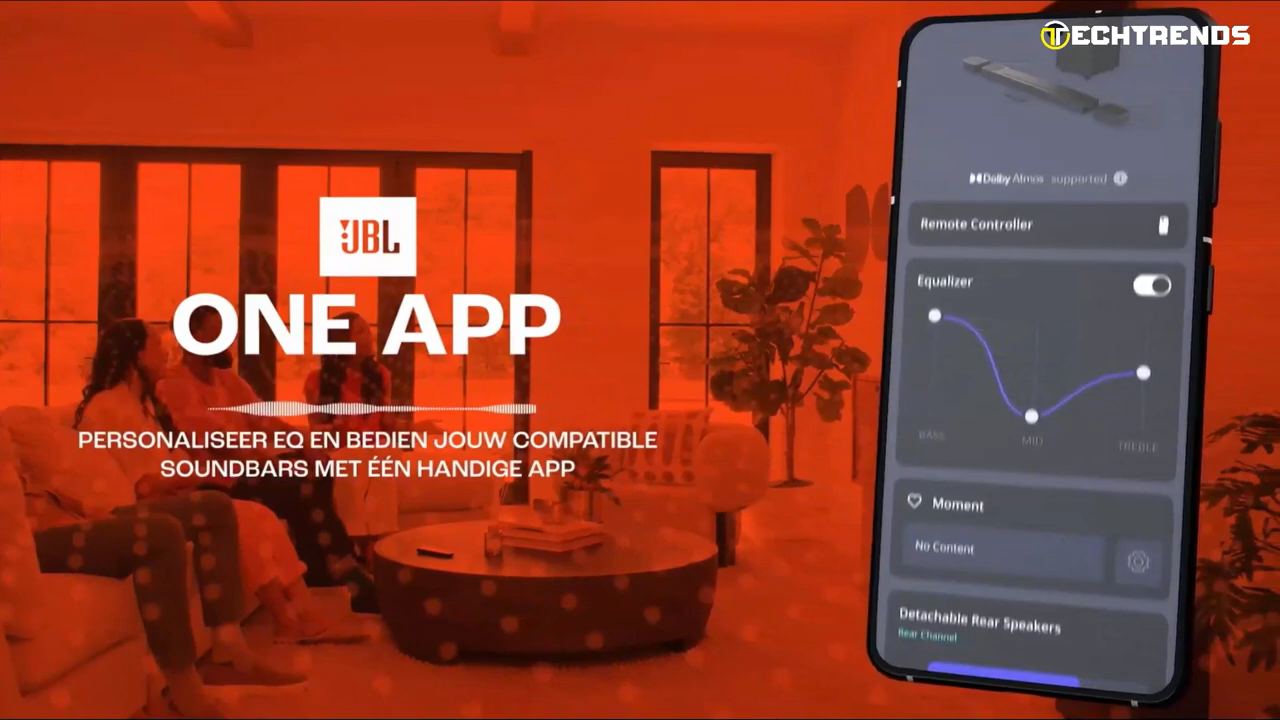 TECHTRENDS
JBL
ONE APP
PERSONALISEER EQ EN BEDIEN JOUW COMPATIBLE
SOUNDBARS MET ÉÉN HANDIGE APP
Dolby Atmos supported
Remote Controller
Equalizer
BASS
MID
TREBLE
Moment
No Content
Detachable Rear Speakers
Rear Channel